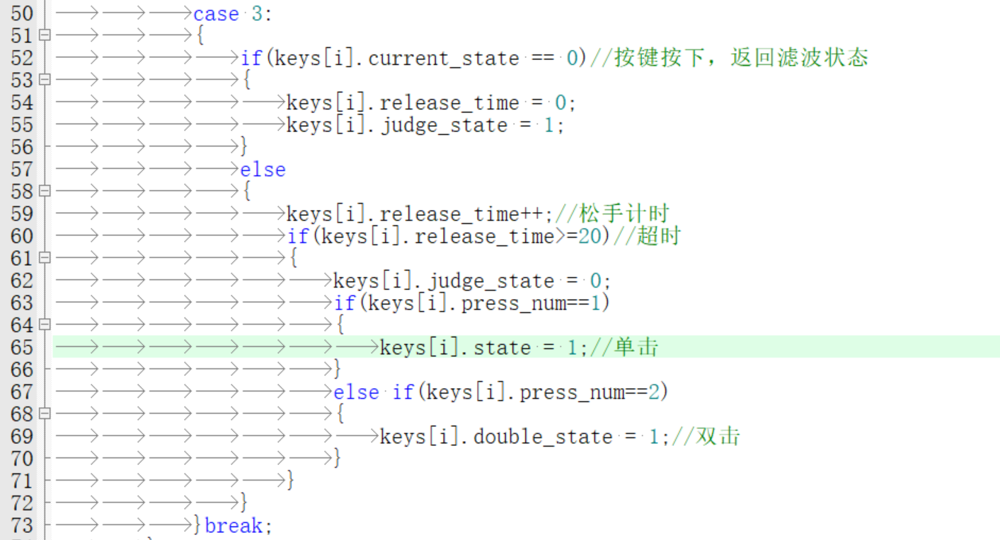 50 case 3:
51 {
52 if(keys[i].current_state == 0)//按键按下，返回滤波状态
53 {
54 keys[i].release_time = 0;
55 keys[i].judge_state = 1;
56 }
57 else
58 {
59 keys[i].release_time++;//松手计时
60 if(keys[i].release_time>=20)//超时
61 {
62 keys[i].judge_state = 0;
63 if(keys[i].press_num==1)
64 {
65 keys[i].state = 1;//单击
66 }
67 else if(keys[i].press_num==2)
68 {
69 keys[i].double_state = 1;//双击
70 }
71 }
72 }
73 }break;